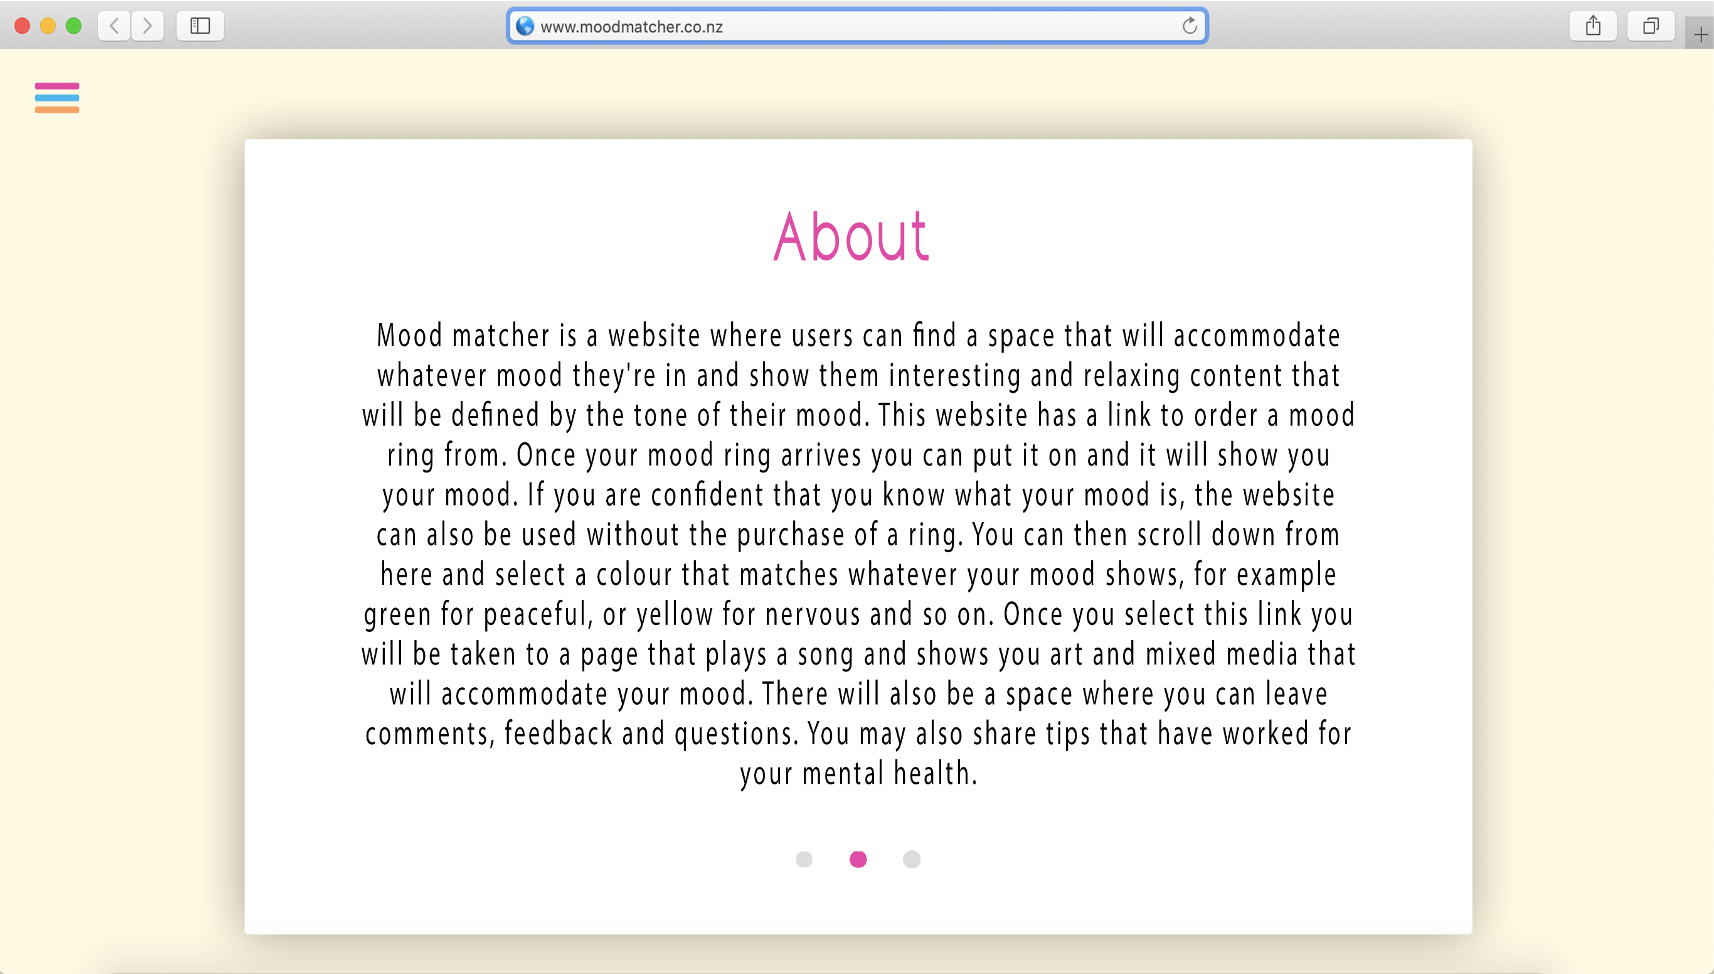 www.moodmatcher.co.nz
About
Mood matcher is a website where users can find a space that will accommodate
whatever mood they're in and show them interesting and relaxing content that
will be defined by the tone of their mood. This website has a link to order a mood
ring from. Once your mood ring arrives you can put it on and it will show you
your mood. If you are confident that you know what your mood is, the website
can also be used without the purchase of a ring. You can then scroll down from
here and select a colour that matches whatever your mood shows, for example
green for peaceful, or yellow for nervous and so on. Once you select this link you
will be taken to a page that plays a song and shows you art and mixed media that
will accommodate your mood. There will also be a space where you can leave
comments, feedback and questions. You may also share tips that have worked for
your mental health.